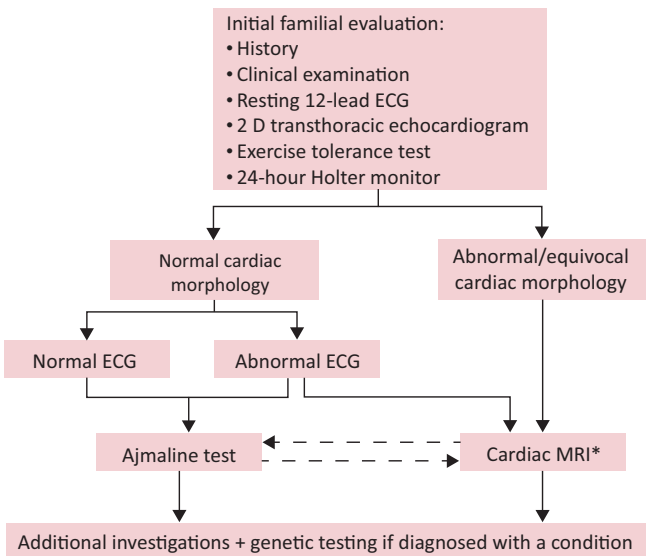 Initial familial evaluation:
• History
• Clinical examination
• Resting 12-lead ECG
• 2 D transthoracic echocardiogram
• Exercise tolerance test
• 24-hour Holter monitor
Normal cardiac
morphology
Abnormal/equivocal
cardiac morphology
Normal ECG
Abnormal ECG
Ajmaline test
Cardiac MRI*
Additional investigations + genetic testing if diagnosed with a condition